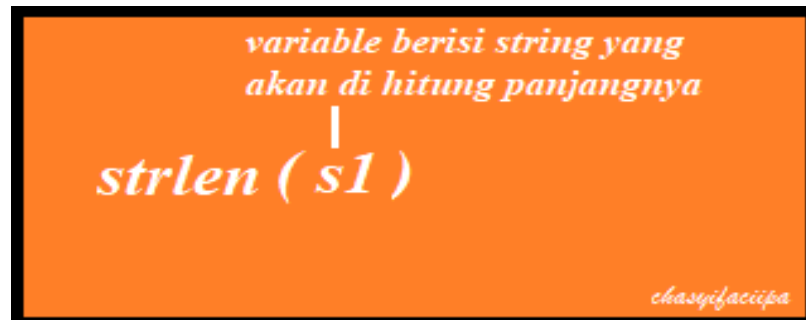 variable berisi string yang
akan di hitung panjangnya
strlen ( s1 )
chasyifaciipa